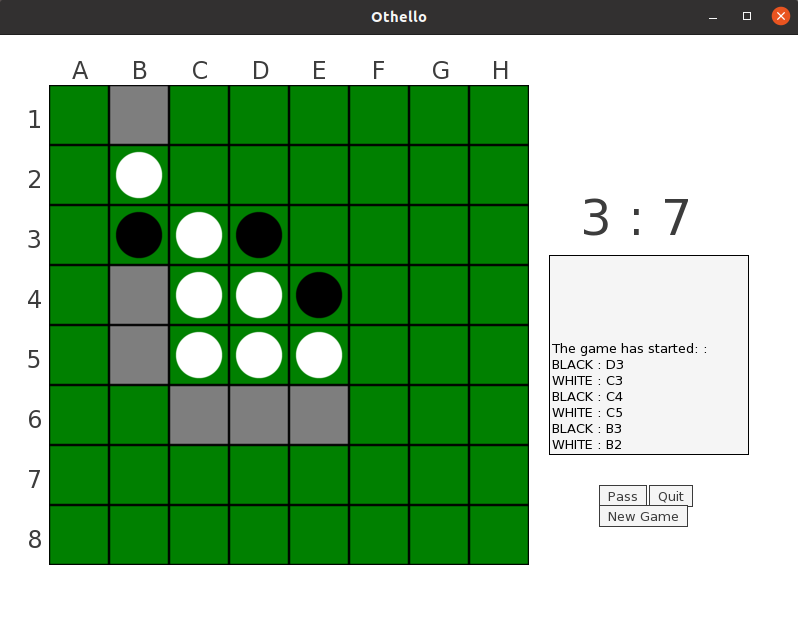 Othello
A B C D E F G H
1
2
3
4
5
6
7
8
3 : 7
The game has started: :
BLACK : D3
WHITE : C3
BLACK : C4
WHITE : C5
BLACK : B3
WHITE : B2
Pass Quit
New Game